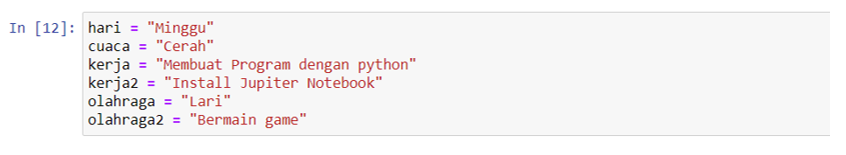 In [12]: hari = "Minggu"
cuaca = "Cerah"
kerja = "Membuat Program dengan python"
kerja2 = "Install Jupiter Notebook"
olahraga = "Lari"
olahraga2 = "Bermain game"